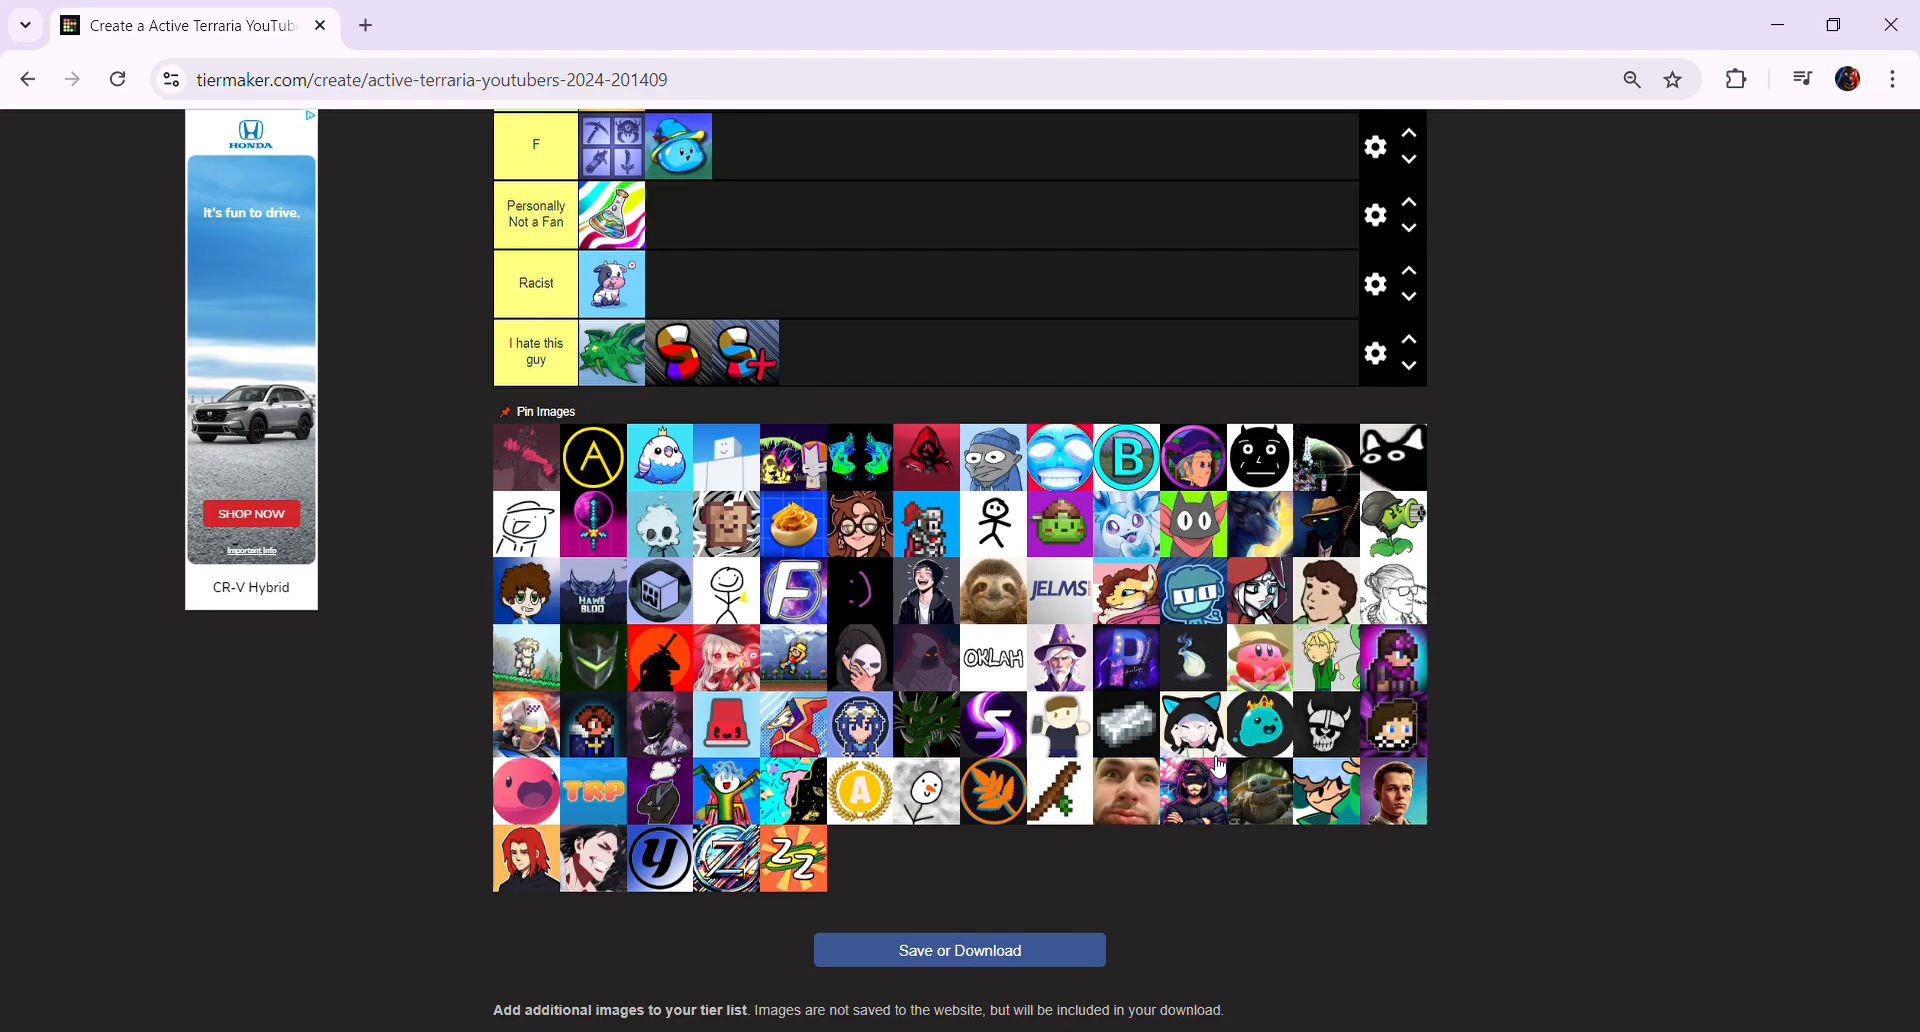 Create a Active Terraria YouTub
tiermaker.com/create/active-terraria-youtubers-2024-201409
HONDA
It's fun to drive.
SHOP NOW
Important Info
CR-V Hybrid
F
Personally
Not a Fan
Racist
I hate this
guy
S S+
Pin Images
A
B
HAWK
BLOO
F
:)
JELMS
OKLAH
P
S
TRP
T
A
y
Z
ZZ
Save or Download
Add additional images to your tier list. Images are not saved to the website, but will be included in your download.